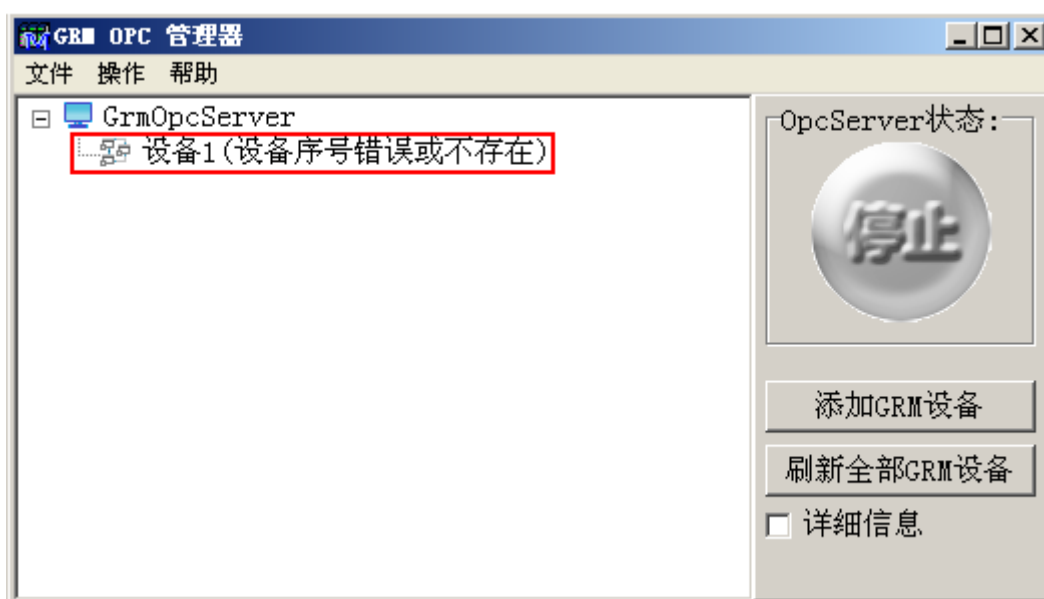 GRM OPC 管理器
文件 操作 帮助
GrmOpcServer
设备1(设备序号错误或不存在)
OpcServer状态:
停止
添加GRM设备
刷新全部GRM设备
详细信息